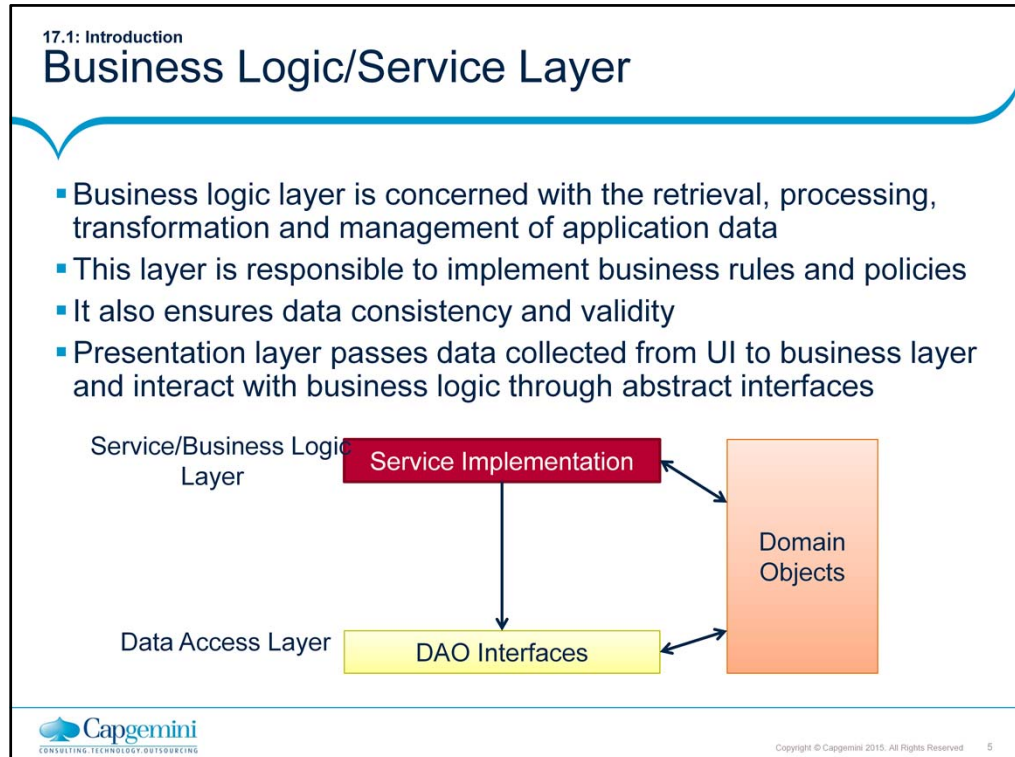 17.1: Introduction
Business Logic/Service Layer
Business logic layer is concerned with the retrieval, processing,
transformation and management of application data
This layer is responsible to implement business rules and policies
It also ensures data consistency and validity
Presentation layer passes data collected from UI to business layer
and interact with business logic through abstract interfaces
Service/Business Logic
Layer
Service Implementation
Domain
Objects
Data Access Layer
DAO Interfaces
Capgemini
CONSULTING.TECHNOLOGY.OUTSOURCING
Copyright © Capgemini 2015. All Rights Reserved 5